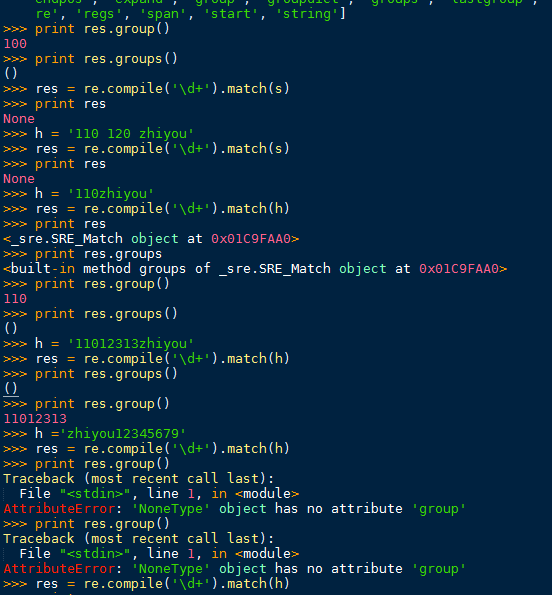 'endpos', 'expand', 'group', 'groupdict', 'groups', 'lastgroup',
re', 'regs', 'span', 'start', 'string']
>>> print res.group()
100
>>> print res.groups()
()
>>> res = re.compile('\d+').match(s)
>>> print res
None
>>> h = '110 120 zhiyou'
>>> res = re.compile('\d+').match(s)
>>> print res
None
>>> h = '110zhiyou'
>>> res = re.compile('\d+').match(h)
>>> print res
<_sre.SRE_Match object at 0x01C9FAA0>
>>> print res.groups
<built-in method groups of _sre.SRE_Match object at 0x01C9FAA0>
>>> print res.group()
110
>>> print res.groups()
()
>>> h = '11012313zhiyou'
>>> res = re.compile('\d+').match(h)
>>> print res.groups()
()
>>> print res.group()
11012313
>>> h ='zhiyou12345679'
>>> res = re.compile('\d+').match(h)
>>> print res.group()
Traceback (most recent call last):
File "<stdin>", line 1, in <module>
AttributeError: 'NoneType' object has no attribute 'group'
>>> print res.group()
Traceback (most recent call last):
File "<stdin>", line 1, in <module>
AttributeError: 'NoneType' object has no attribute 'group'
>>> res = re.compile('\d+').match(h)